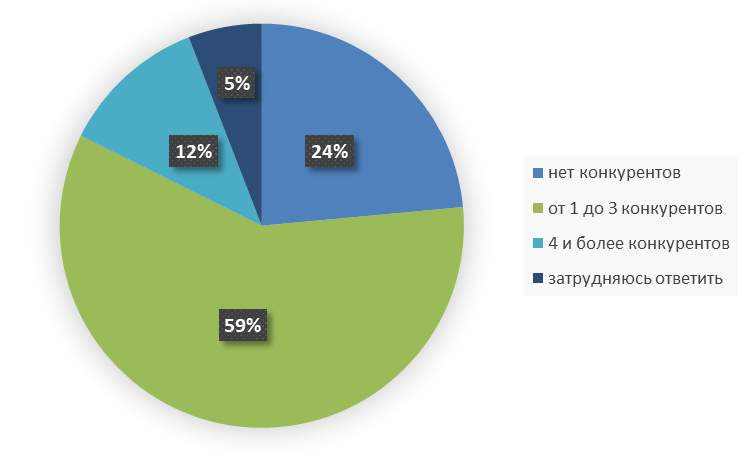 5%
12%
24%
59%
нет конкурентов
от 1 до 3 конкурентов
4 и более конкурентов
затрудняюсь ответить